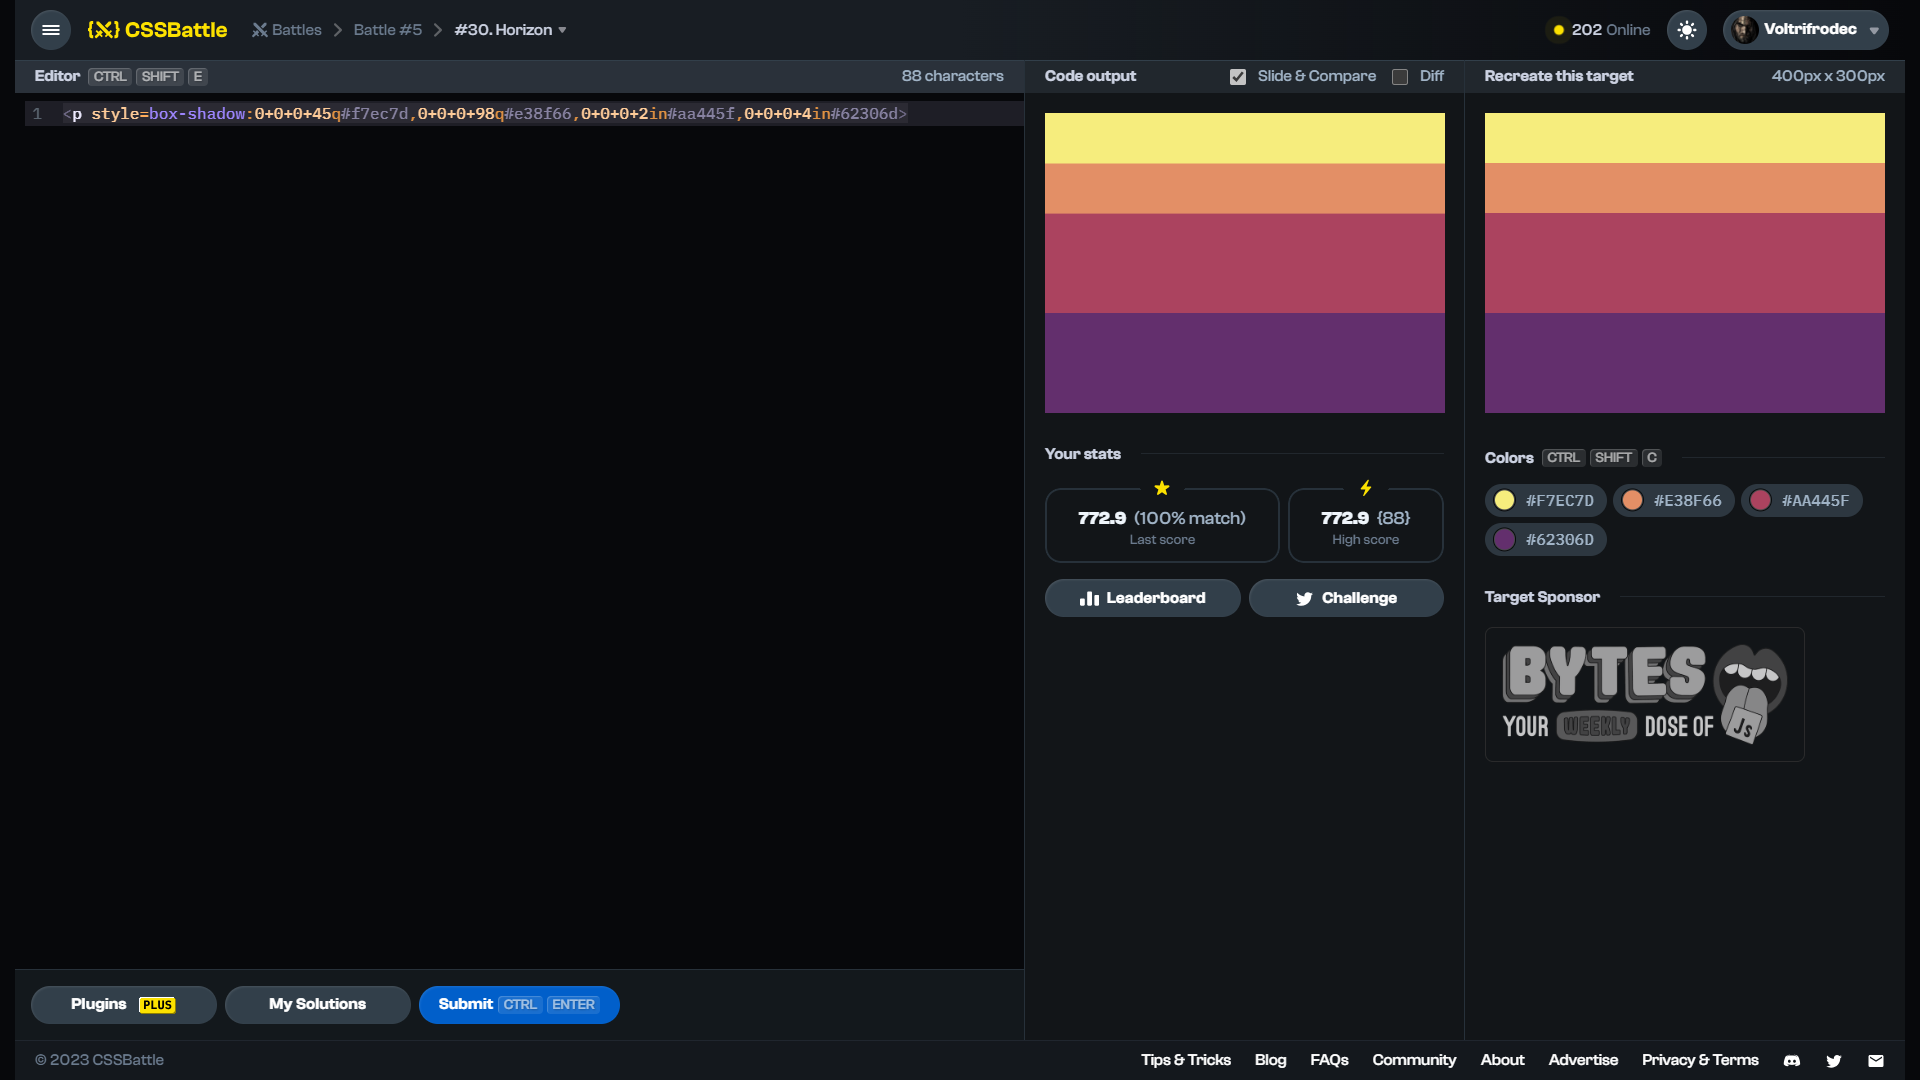 CSSBattle
Battles
Battle #5
#30. Horizon
202 Online
Voltrifrodec
Editor CTRL SHIFT E
88 characters
1 <p style=box-shadow:0+0+0+45q#f7ec7d,0+0+0+98q#e38f66,0+0+0+2in#aa445f,0+0+0+4in#62306d>
Plugins PLUS
My Solutions
Submit CTRL ENTER
Code output
Slide & Compare
Diff
Your stats
772.9 (100% match)
Last score
772.9 {88}
High score
Leaderboard
Challenge
Recreate this target
400px x 300px
Colors CTRL SHIFT C
#F7EC7D
#E38F66
#AA445F
#62306D
Target Sponsor
BYTES
YOUR WEEKLY DOSE OF JS
© 2023 CSSBattle
Tips & Tricks
Blog
FAQs
Community
About
Advertise
Privacy & Terms